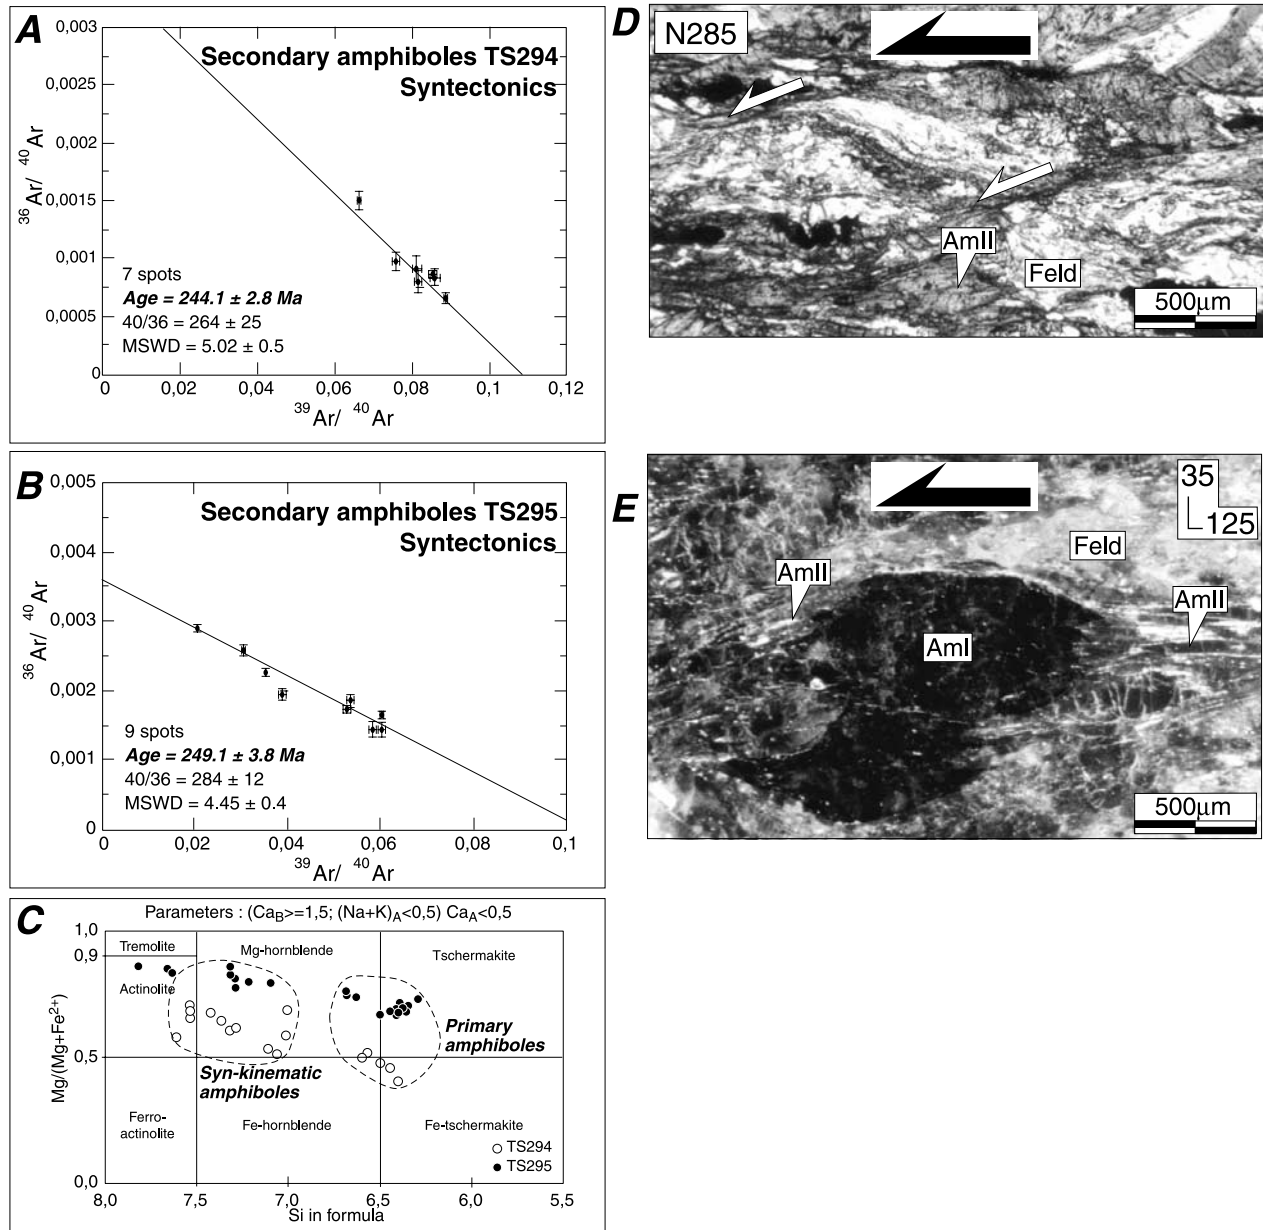 A
Secondary amphiboles TS294
Syntectonics
0,003
0,0025
0,002
0,0015
0,001
0,0005
0
36Ar/ 40Ar
7 spots
Age = 244.1 ± 2.8 Ma
40/36 = 264 ± 25
MSWD = 5.02 ± 0.5
0 0,02 0,04 0,06 0,08 0,1 0,12
39Ar/ 40Ar
B
Secondary amphiboles TS295
Syntectonics
0,005
0,004
0,003
0,002
0,001
0
36Ar/ 40Ar
9 spots
Age = 249.1 ± 3.8 Ma
40/36 = 284 ± 12
MSWD = 4.45 ± 0.4
0 0,02 0,04 0,06 0,08 0,1
39Ar/ 40Ar
C
Parameters : (CaB>=1,5; (Na+K)A<0,5) CaA<0,5
1,0
0,9
0,5
0,0
Mg/(Mg+Fe2+)
Tremolite
Mg-hornblende
Tschermakite
Actinolite
Primary
amphiboles
Syn-kinematic
amphiboles
Ferro-
actinolite
Fe-hornblende
Fe-tschermakite
TS294
TS295
8,0 7,5 7,0 6,5 6,0 5,5
Si in formula
D
N285
AmII
Feld
500µm
E
35
125
Feld
AmII
AmII
AmI
500µm